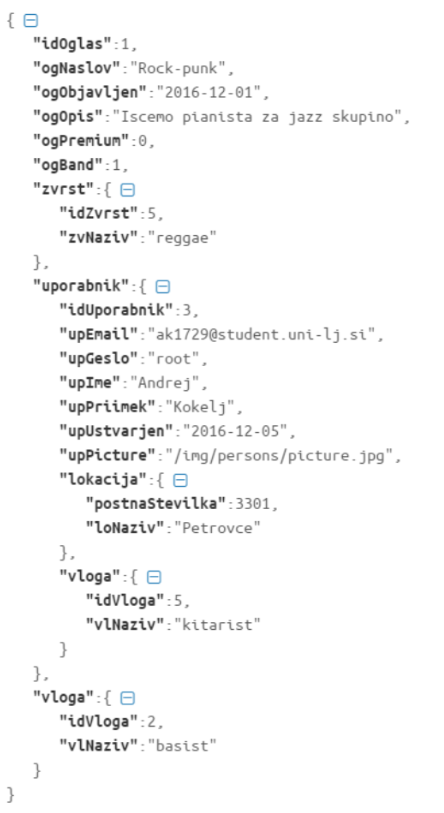 {
"idOglas":1,
"ogNaslov":"Rock-punk",
"ogObjavljen":"2016-12-01",
"ogOpis":"Iscemo pianista za jazz skupino",
"ogPremium":0,
"ogBand":1,
"zvrst":{
"idZvrst":5,
"zvNaziv":"reggae"
},
"uporabnik":{
"idUporabnik":3,
"upEmail":"ak1729@student.uni-lj.si",
"upGeslo":"root",
"upIme":"Andrej",
"upPriimek":"Kokelj",
"upUstvarjen":"2016-12-05",
"upPicture":"/img/persons/picture.jpg",
"lokacija":{
"postnaStevilka":3301,
"loNaziv":"Petrovce"
},
"vloga":{
"idVloga":5,
"vlNaziv":"kitarist"
}
},
"vloga":{
"idVloga":2,
"vlNaziv":"basist"
}
}